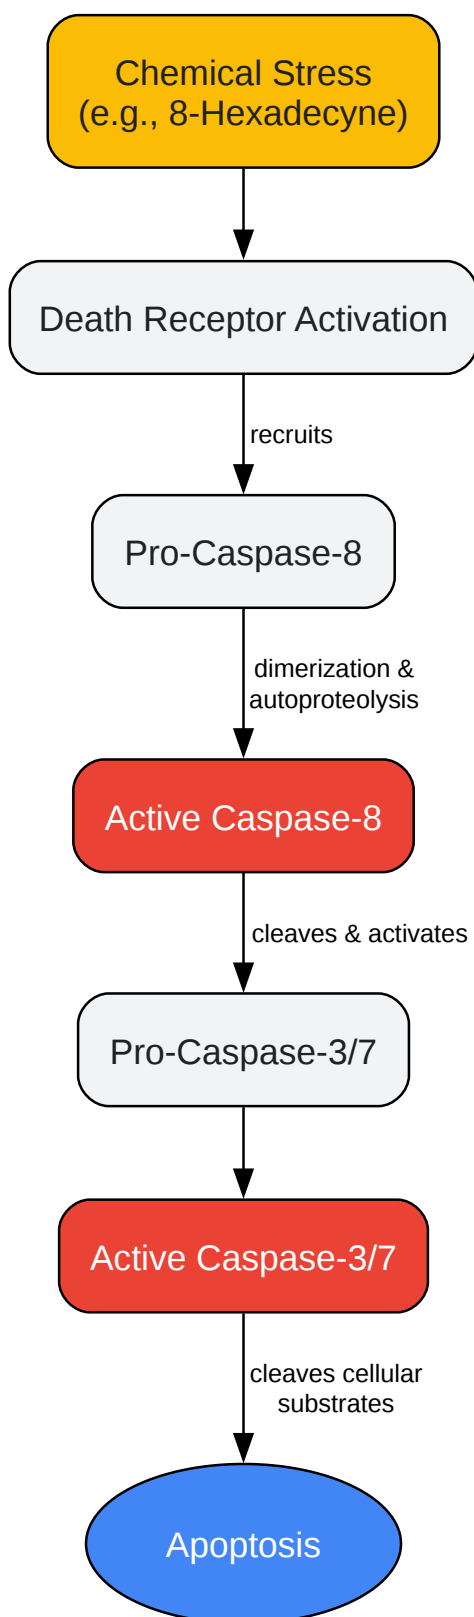 Chemical Stress
(e.g., 8-Hexadecyne)
Death Receptor Activation
recruits
Pro-Caspase-8
dimerization &
autoproteolysis
Active Caspase-8
cleaves & activates
Pro-Caspase-3/7
Active Caspase-3/7
cleaves cellular
substrates
Apoptosis